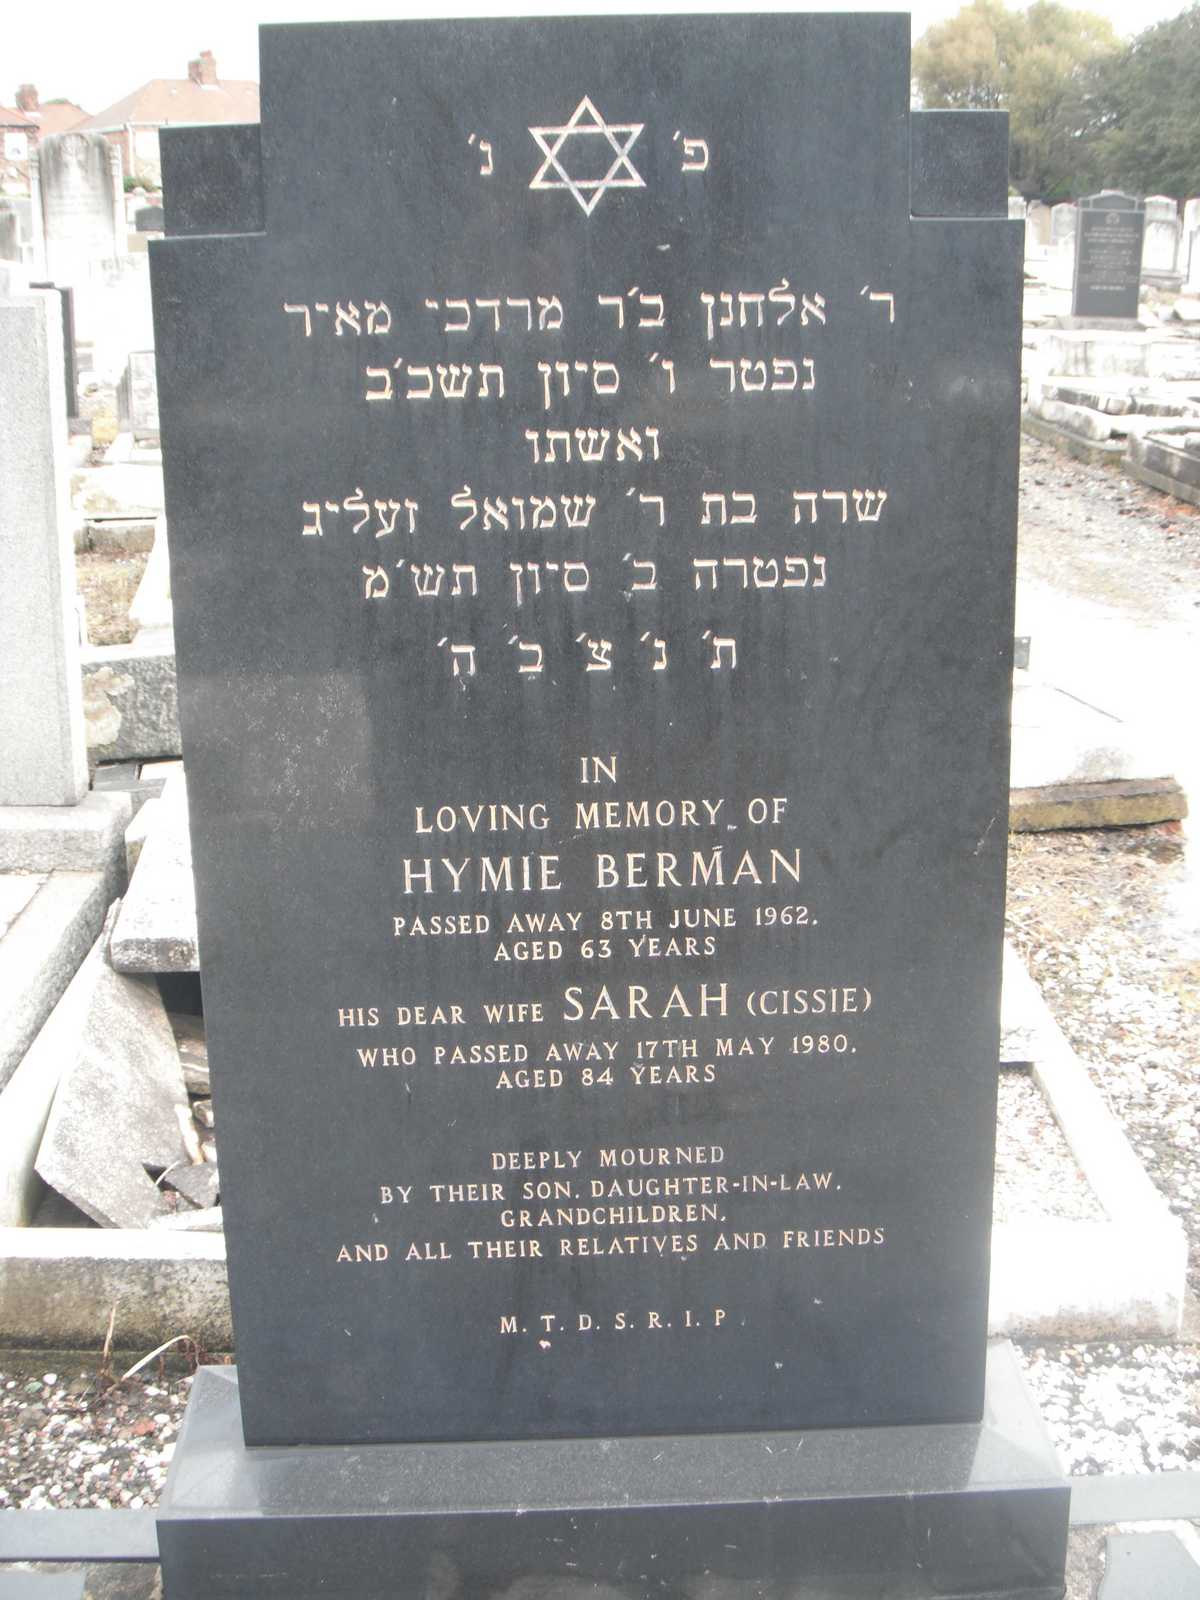 פ׳ נ׳
ר׳ אלחנן ב׳ר מרדכי מאיר
נפטר ו׳ סיון תשכ׳ב
ואשתו
שרה בת ר׳ שמואל זעליג
נפטרה ב׳ סיון תש׳מ
ת׳ נ׳ צ׳ ב׳ ה׳
IN
LOVING MEMORY OF
HYMIE BERMAN
PASSED AWAY 8TH JUNE 1962.
AGED 63 YEARS
HIS DEAR WIFE SARAH (CISSIE)
WHO PASSED AWAY 17TH MAY 1980.
AGED 84 YEARS
DEEPLY MOURNED
BY THEIR SON, DAUGHTER-IN-LAW,
GRANDCHILDREN,
AND ALL THEIR RELATIVES AND FRIENDS
M. T. D. S. R. I. P.